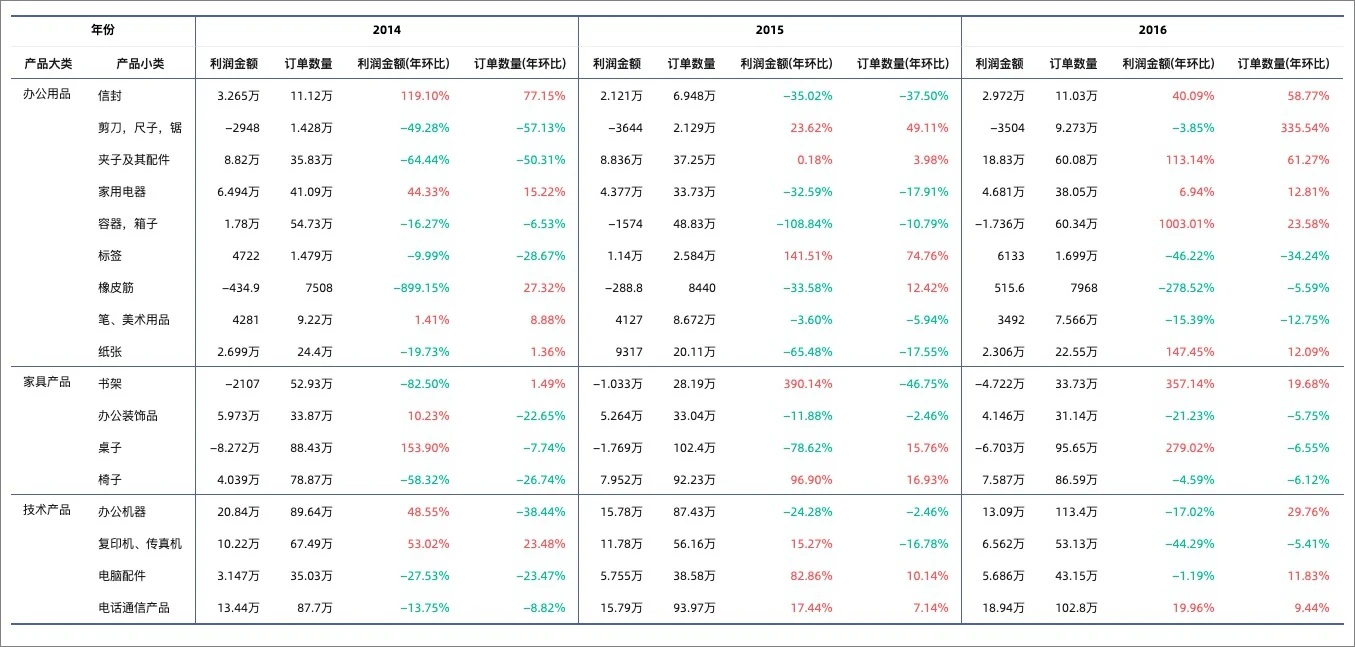 年份 2014 2015 2016
产品大类 产品小类 利润金额 订单数量 利润金额(年环比) 订单数量(年环比) 利润金额 订单数量 利润金额(年环比) 订单数量(年环比) 利润金额 订单数量 利润金额(年环比) 订单数量(年环比)
办公用品 信封 3.265万 11.12万 119.10% 77.15% 2.121万 6.948万 −35.02% −37.50% 2.972万 11.03万 40.09% 58.77%
剪刀，尺子，锯 −2948 1.428万 −49.28% −57.13% −3644 2.129万 23.62% 49.11% −3504 9.273万 −3.85% 335.54%
夹子及其配件 8.82万 35.83万 −64.44% −50.31% 8.836万 37.25万 0.18% 3.98% 18.83万 60.08万 113.14% 61.27%
家用电器 6.494万 41.09万 44.33% 15.22% 4.377万 33.73万 −32.59% −17.91% 4.681万 38.05万 6.94% 12.81%
容器，箱子 1.78万 54.73万 −16.27% −6.53% −1574 48.83万 −108.84% −10.79% −1.736万 60.34万 1003.01% 23.58%
标签 4722 1.479万 −9.99% −28.67% 1.14万 2.584万 141.51% 74.76% 6133 1.699万 −46.22% −34.24%
橡皮筋 −434.9 7508 −899.15% 27.32% −288.8 8440 −33.58% 12.42% 515.6 7968 −278.52% −5.59%
笔、美术用品 4281 9.22万 1.41% 8.88% 4127 8.672万 −3.60% −5.94% 3492 7.566万 −15.39% −12.75%
纸张 2.699万 24.4万 −19.73% 1.36% 9317 20.11万 −65.48% −17.55% 2.306万 22.55万 147.45% 12.09%
家具产品 书架 −2107 52.93万 −82.50% 1.49% −1.033万 28.19万 390.14% −46.75% −4.722万 33.73万 357.14% 19.68%
办公装饰品 5.973万 33.87万 10.23% −22.65% 5.264万 33.04万 −11.88% −2.46% 4.146万 31.14万 −21.23% −5.75%
桌子 −8.272万 88.43万 153.90% −7.74% −1.769万 102.4万 −78.62% 15.76% −6.703万 95.65万 279.02% −6.55%
椅子 4.039万 78.87万 −58.32% −26.74% 7.952万 92.23万 96.90% 16.93% 7.587万 86.59万 −4.59% −6.12%
技术产品 办公机器 20.84万 89.64万 48.55% −38.44% 15.78万 87.43万 −24.28% −2.46% 13.09万 113.4万 −17.02% 29.76%
复印机、传真机 10.22万 67.49万 53.02% 23.48% 11.78万 56.16万 15.27% −16.78% 6.562万 53.13万 −44.29% −5.41%
电脑配件 3.147万 35.03万 −27.53% −23.47% 5.755万 38.58万 82.86% 10.14% 5.686万 43.15万 −1.19% 11.83%
电话通信产品 13.44万 87.7万 −13.75% −8.82% 15.79万 93.97万 17.44% 7.14% 18.94万 102.8万 19.96% 9.44%